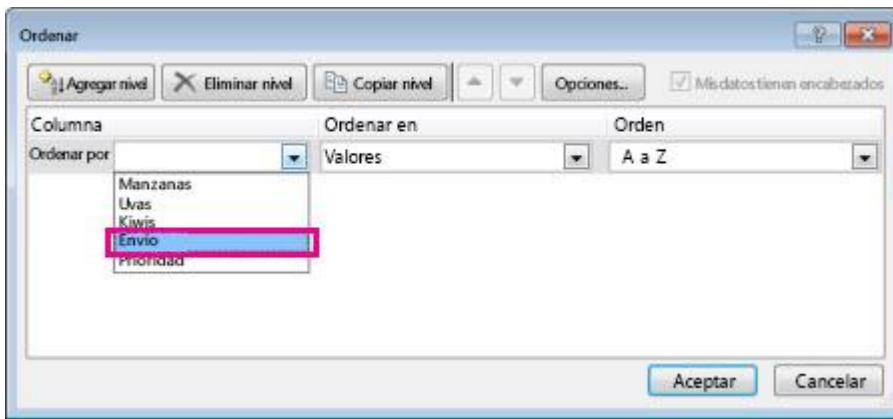 Ordenar
Agregar nivel Eliminar nivel Copiar nivel Opciones... Mis datos tienen encabezados
Columna Ordenar en Orden
Ordenar por Valores A a Z
Manzanas
Uvas
Kiwis
Envío
Prioridad
Aceptar Cancelar